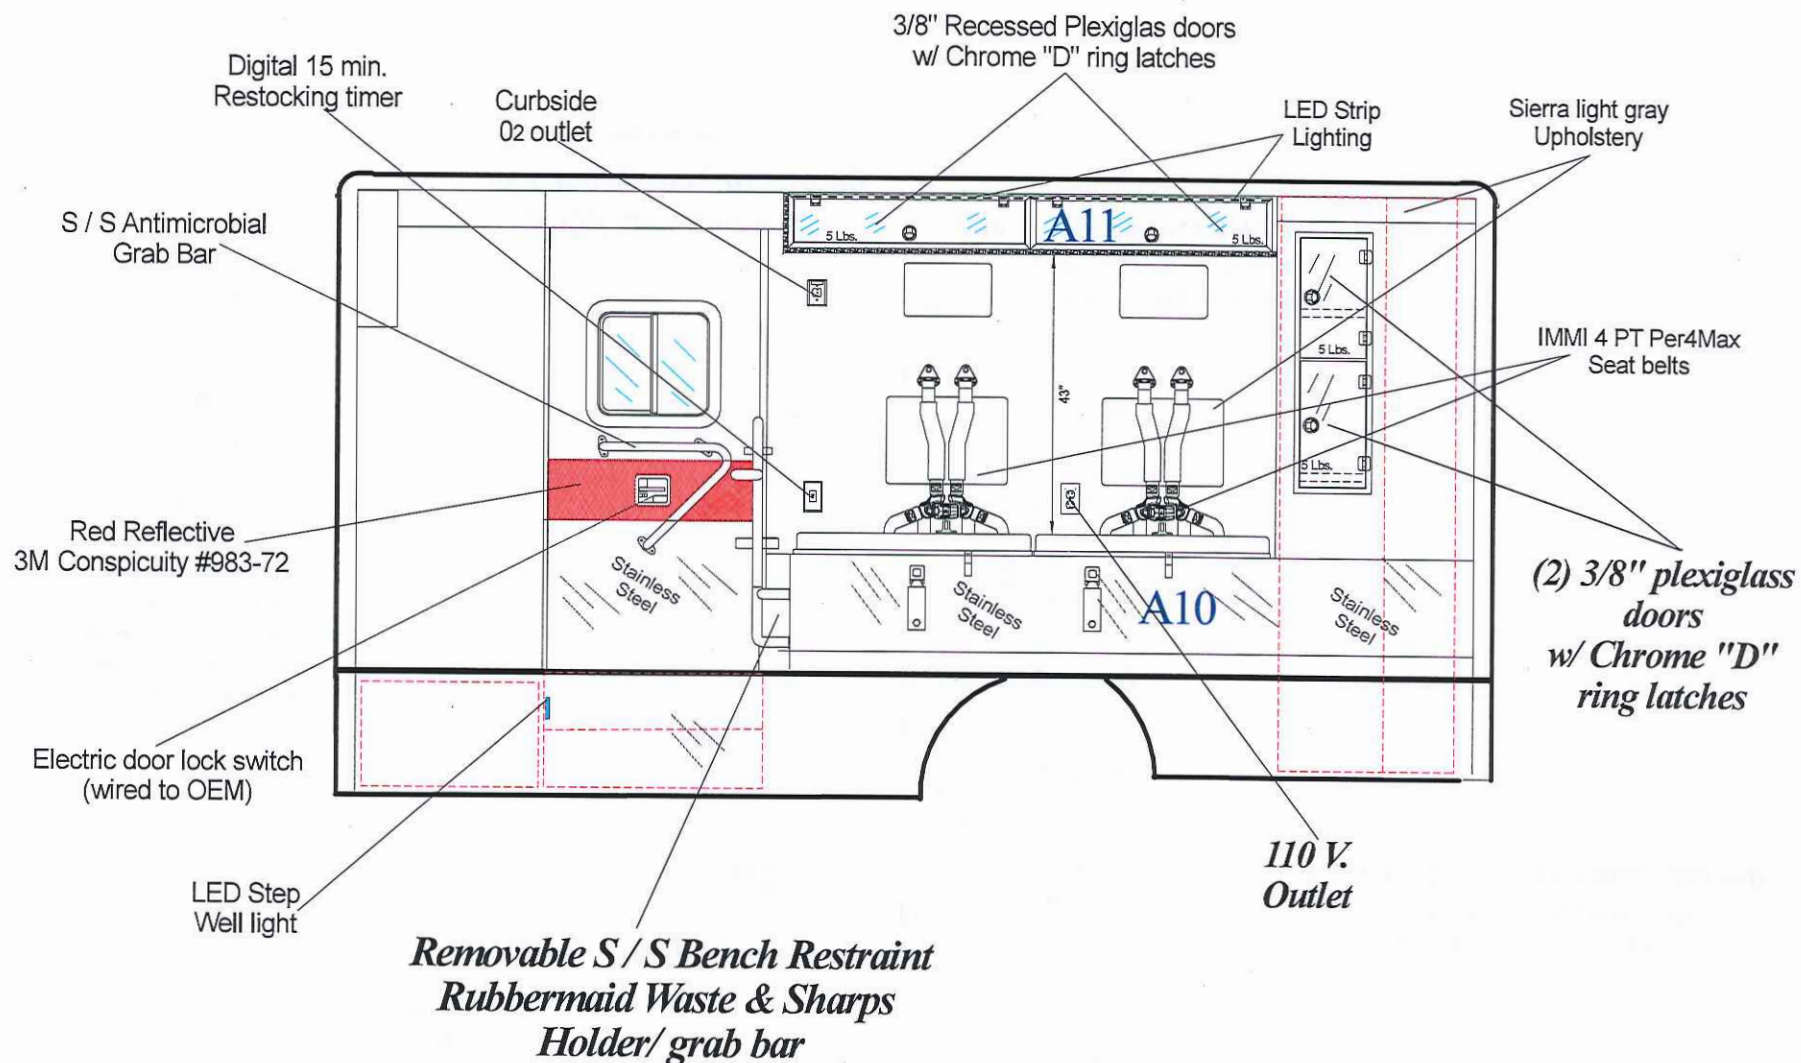 3/8" Recessed Plexiglas doors
w/ Chrome "D" ring latches
Digital 15 min.
Restocking timer
Curbside
02 outlet
LED Strip
Lighting
Sierra light gray
Upholstery
S / S Antimicrobial
Grab Bar
5 Lbs.
A11
5 Lbs.
IMMI 4 PT Per4Max
Seat belts
5 Lbs.
43"
5 Lbs.
Red Reflective
3M Conspicuity #983-72
Stainless
Steel
Stainless
Steel
A10
Stainless
Steel
(2) 3/8" plexiglass
doors
w/ Chrome "D"
ring latches
Electric door lock switch
(wired to OEM)
110 V.
Outlet
LED Step
Well light
Removable S / S Bench Restraint
Rubbermaid Waste & Sharps
Holder/ grab bar